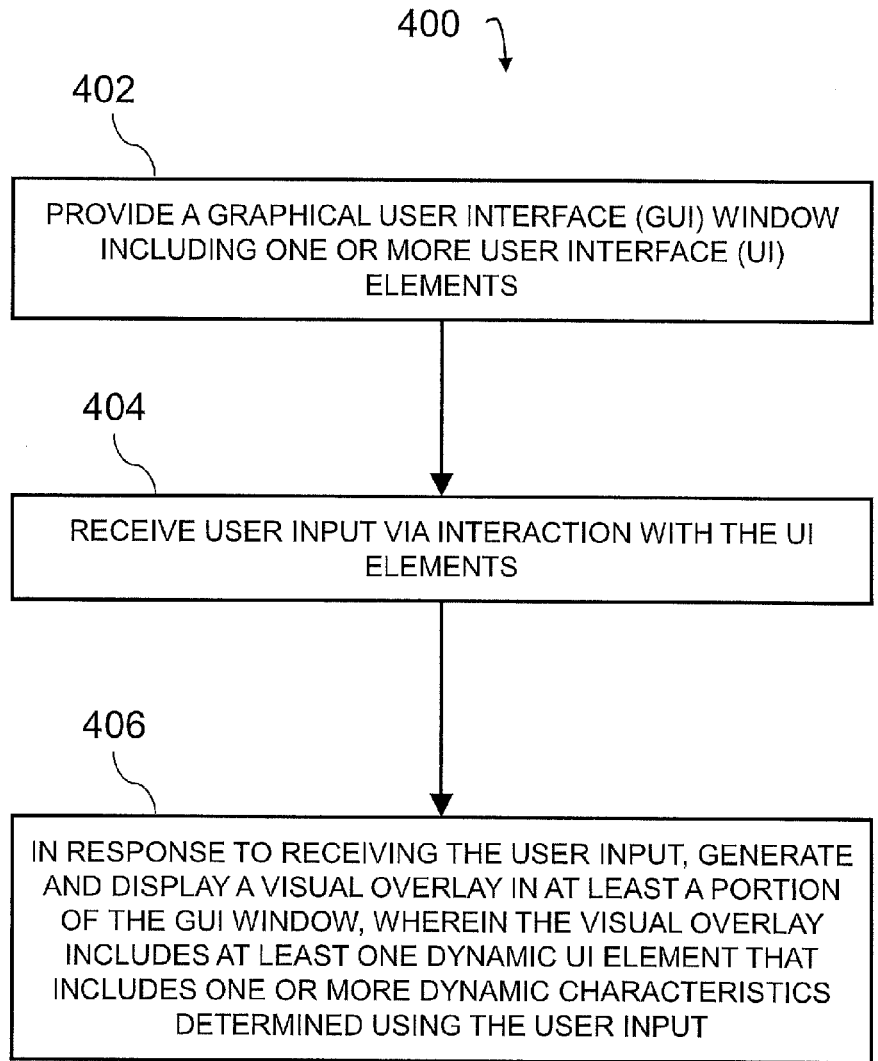 400
402
PROVIDE A GRAPHICAL USER INTERFACE (GUI) WINDOW
INCLUDING ONE OR MORE USER INTERFACE (UI)
ELEMENTS
404
RECEIVE USER INPUT VIA INTERACTION WITH THE UI
ELEMENTS
406
IN RESPONSE TO RECEIVING THE USER INPUT, GENERATE
AND DISPLAY A VISUAL OVERLAY IN AT LEAST A PORTION
OF THE GUI WINDOW, WHEREIN THE VISUAL OVERLAY
INCLUDES AT LEAST ONE DYNAMIC UI ELEMENT THAT
INCLUDES ONE OR MORE DYNAMIC CHARACTERISTICS
DETERMINED USING THE USER INPUT